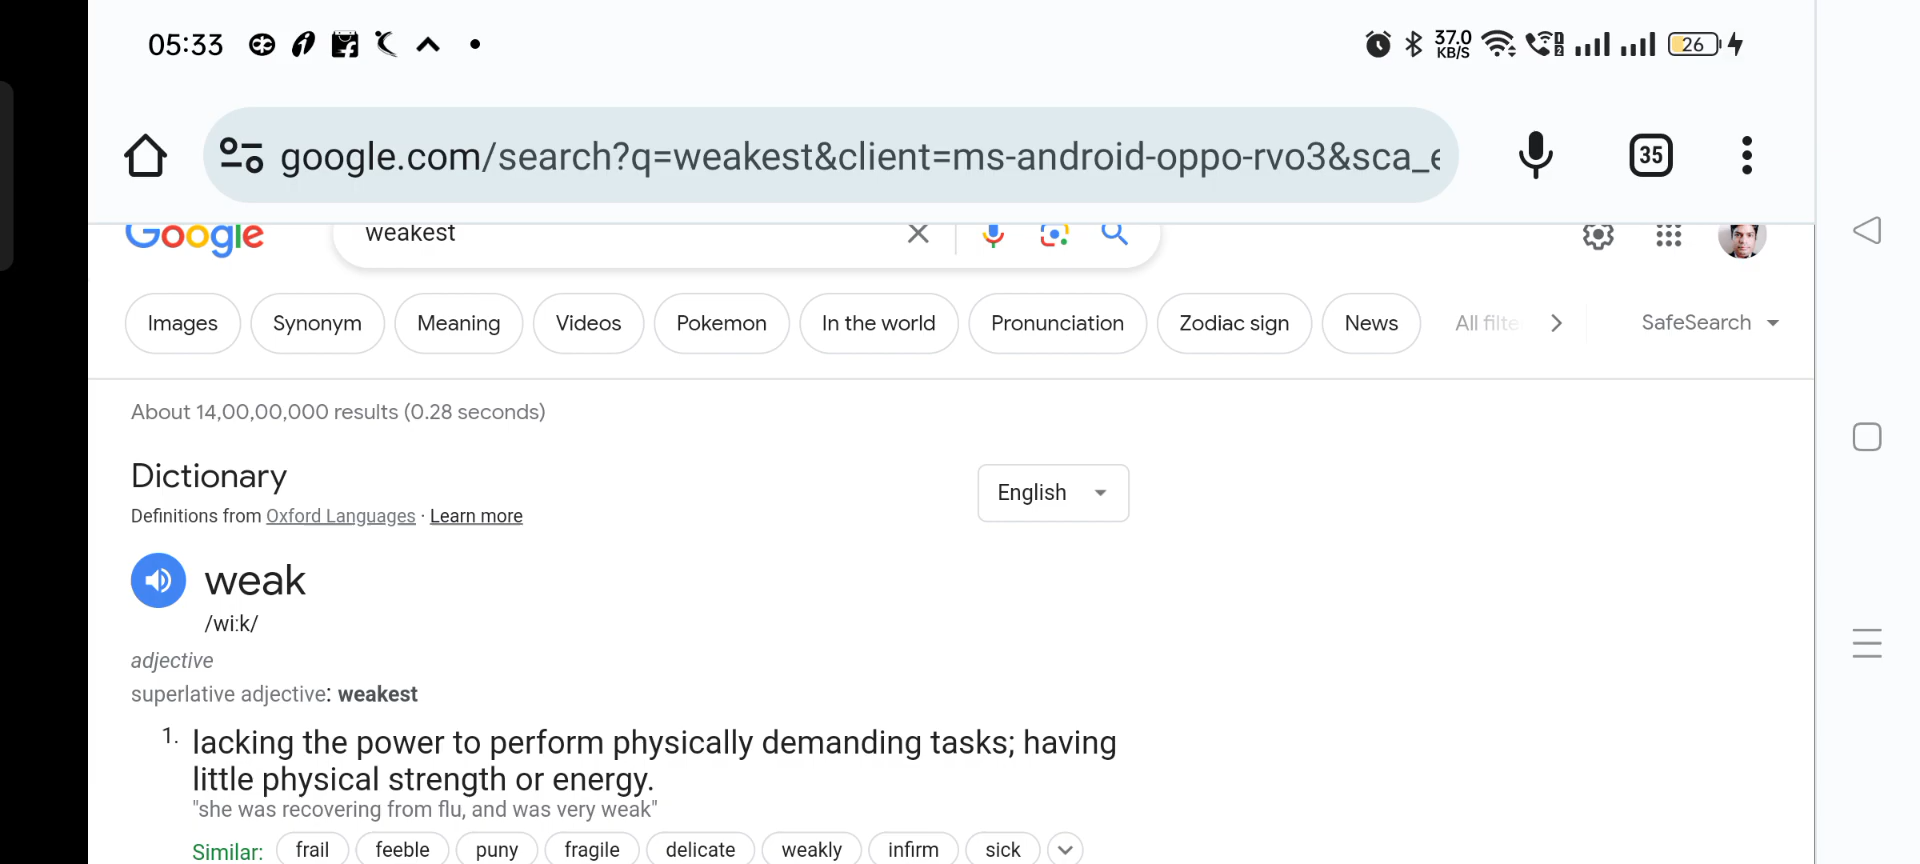 05:33 37.0 KB/S 26
google.com/search?q=weakest&client=ms-android-oppo-rvo3&sca_e 35
Google weakest
Images Synonym Meaning Videos Pokemon In the world Pronunciation Zodiac sign News All filte SafeSearch
About 14,00,00,000 results (0.28 seconds)
Dictionary
English
Definitions from Oxford Languages · Learn more
weak
/wiːk/
adjective
superlative adjective: weakest
1. lacking the power to perform physically demanding tasks; having
little physical strength or energy.
"she was recovering from flu, and was very weak"
Similar: frail feeble puny fragile delicate weakly infirm sick